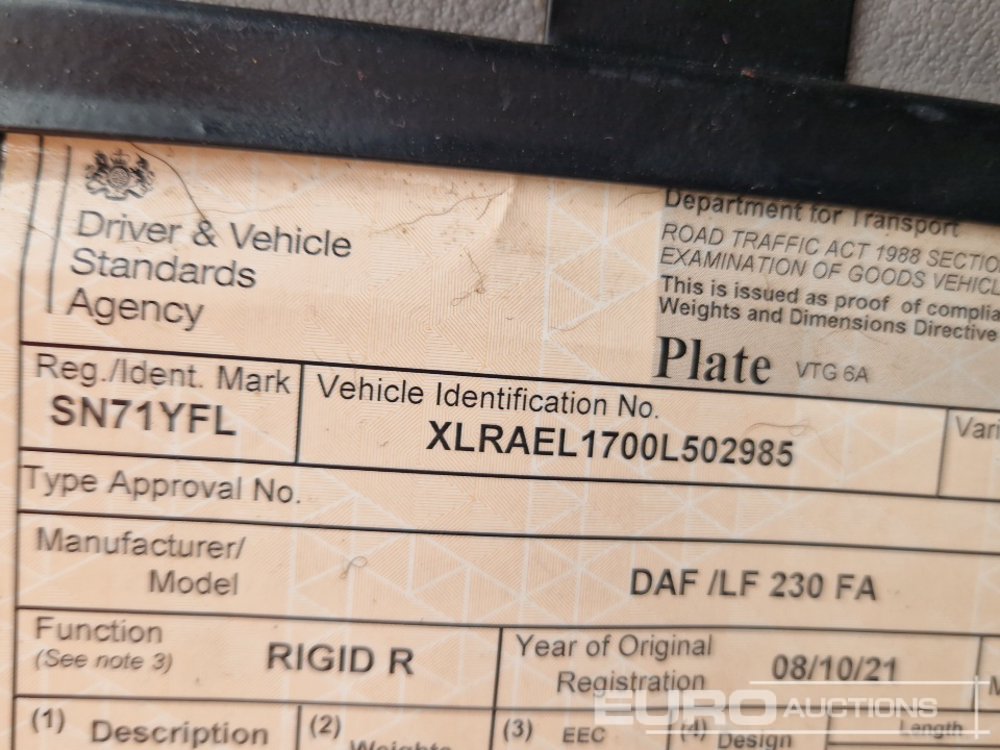 Driver & Vehicle
Standards
Agency
Department for Transport
ROAD TRAFFIC ACT 1988 SECTIO
EXAMINATION OF GOODS VEHICL
This is issued as proof of complia
Weights and Dimensions Directive
Plate VTG 6A
Reg./Ident. Mark
SN71YFL
Vehicle Identification No.
XLRAEL1700L502985
Vari
Type Approval No.
Manufacturer/
Model
DAF /LF 230 FA
Function
(See note 3)
RIGID R
Year of Original
Registration
08/10/21
M
(1) Description
(2)
Weights
(3) EEC
(4) Design
Length
EURO AUCTIONS